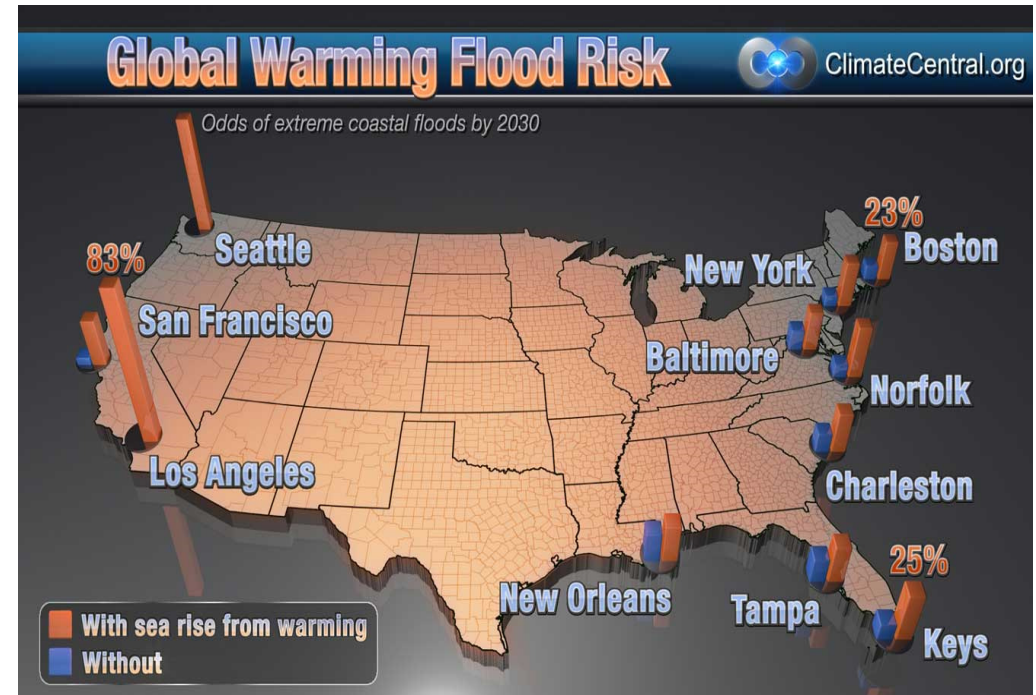 Global Warming Flood Risk
ClimateCentral.org
Odds of extreme coastal floods by 2030
Seattle
83%
San Francisco
Los Angeles
23%
Boston
New York
Baltimore
Norfolk
Charleston
New Orleans
Tampa
25%
Keys
With sea rise from warming
Without